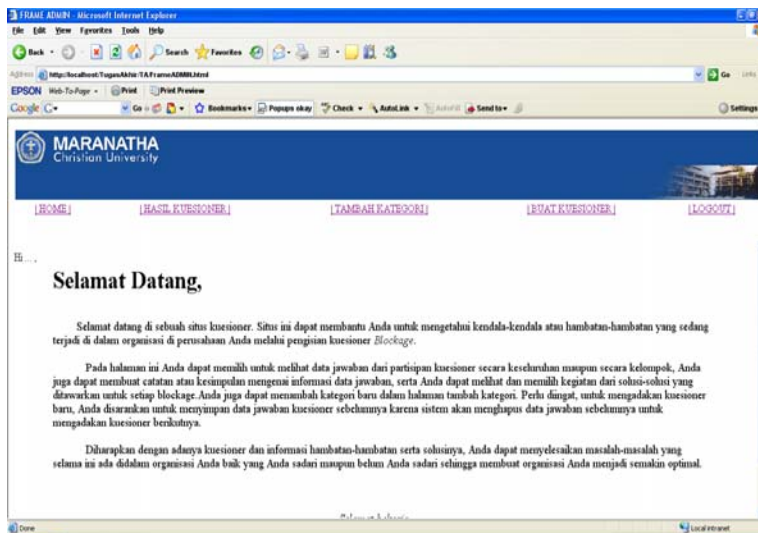 FRAME ADMIN - Microsoft Internet Explorer
File Edit View Favorites Tools Help
Back Search Favorites
Address http://localhost/TugasAkhir/TA/FrameADMIN.html Go Links
EPSON Web-To-Page Print Print Preview
Google G Go Bookmarks Popups okay Check AutoLink AutoFill Send to Settings
MARANATHA
Christian University
|HOME| |HASIL KUESIONER| |TAMBAH KATEGORI| |BUAT KUESIONER| |LOGOUT|
Hi.... ,
Selamat Datang,
Selamat datang di sebuah situs kuesioner. Situs ini dapat membantu Anda untuk mengetahui kendala-kendala atau hambatan-hambatan yang sedang
terjadi di dalam organisasi di perusahaan Anda melalui pengisian kuesioner Blockage.
Pada halaman ini Anda dapat memilih untuk melihat data jawaban dari partisipan kuesioner secara keseluruhan maupun secara kelompok, Anda
juga dapat membuat catatan atau kesimpulan mengenai informasi data jawaban, serta Anda dapat melihat dan memilih kegiatan dari solusi-solusi yang
ditawarkan untuk setiap blockage.Anda juga dapat menambah kategori baru dalam halaman tambah kategori. Perlu diingat, untuk mengadakan kuesioner
baru, Anda disarankan untuk menyimpan data jawaban kuesioner sebelumnya karena sistem akan menghapus data jawaban sebelumnya untuk
mengadakan kuesioner berikutnya.
Diharapkan dengan adanya kuesioner dan informasi hambatan-hambatan serta solusinya, Anda dapat menyelesaikan masalah-masalah yang
selama ini ada didalam organisasi Anda baik yang Anda sadari maupun belum Anda sadari sehingga membuat organisasi Anda menjadi semakin optimal.
Done Local intranet